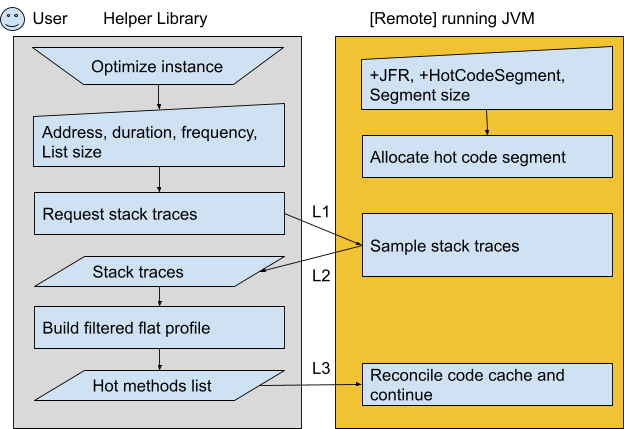 User
Helper Library
[Remote] running JVM
Optimize instance
Address, duration, frequency,
List size
Request stack traces
Stack traces
Build filtered flat profile
Hot methods list
L1
L2
L3
+JFR, +HotCodeSegment,
Segment size
Allocate hot code segment
Sample stack traces
Reconcile code cache and
continue